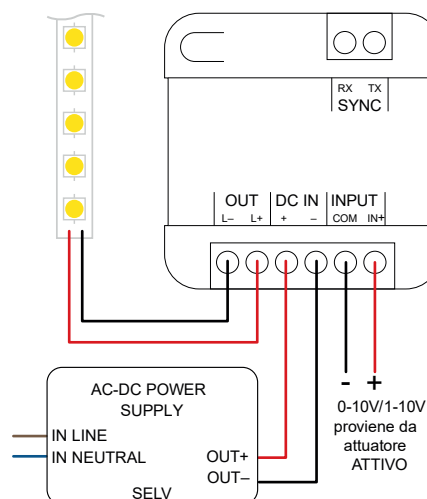 RX TX
SYNC
OUT DC IN INPUT
L– L+ + – COM IN+
- +
0-10V/1-10V
proviene da
attuatore
ATTIVO
AC-DC POWER
SUPPLY
IN LINE
IN NEUTRAL
OUT+
OUT–
SELV